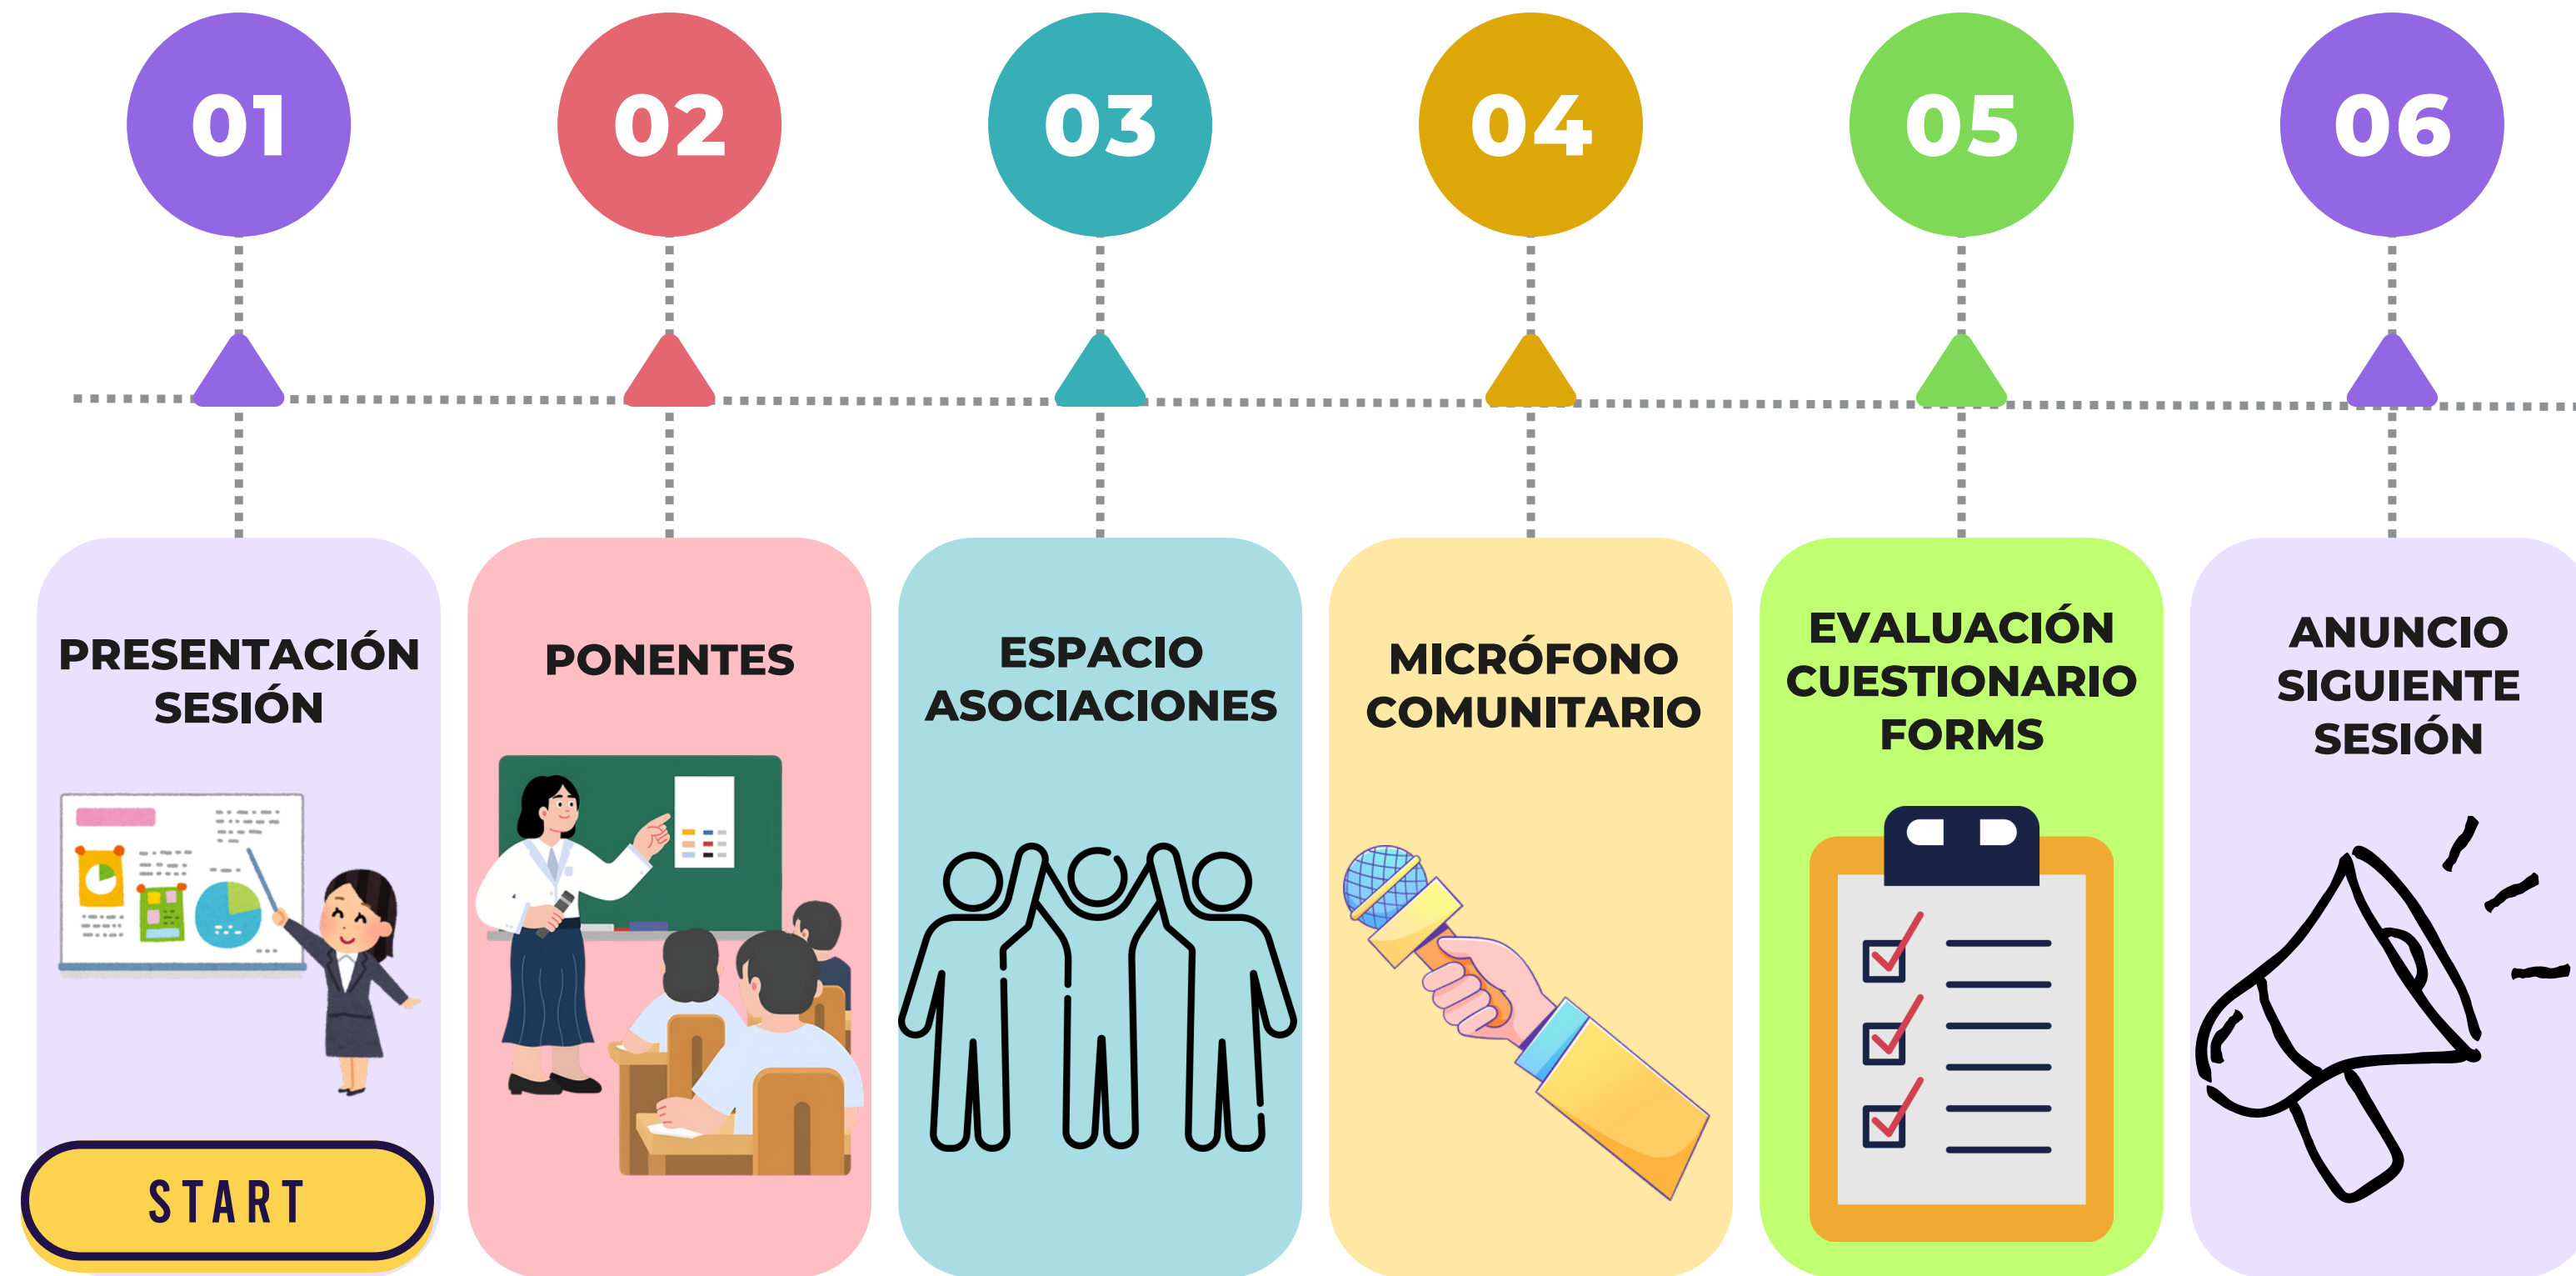 01
02
03
04
05
06
PRESENTACIÓN
SESIÓN
PONENTES
ESPACIO
ASOCIACIONES
MICRÓFONO
COMUNITARIO
EVALUACIÓN
CUESTIONARIO
FORMS
ANUNCIO
SIGUIENTE
SESIÓN
START